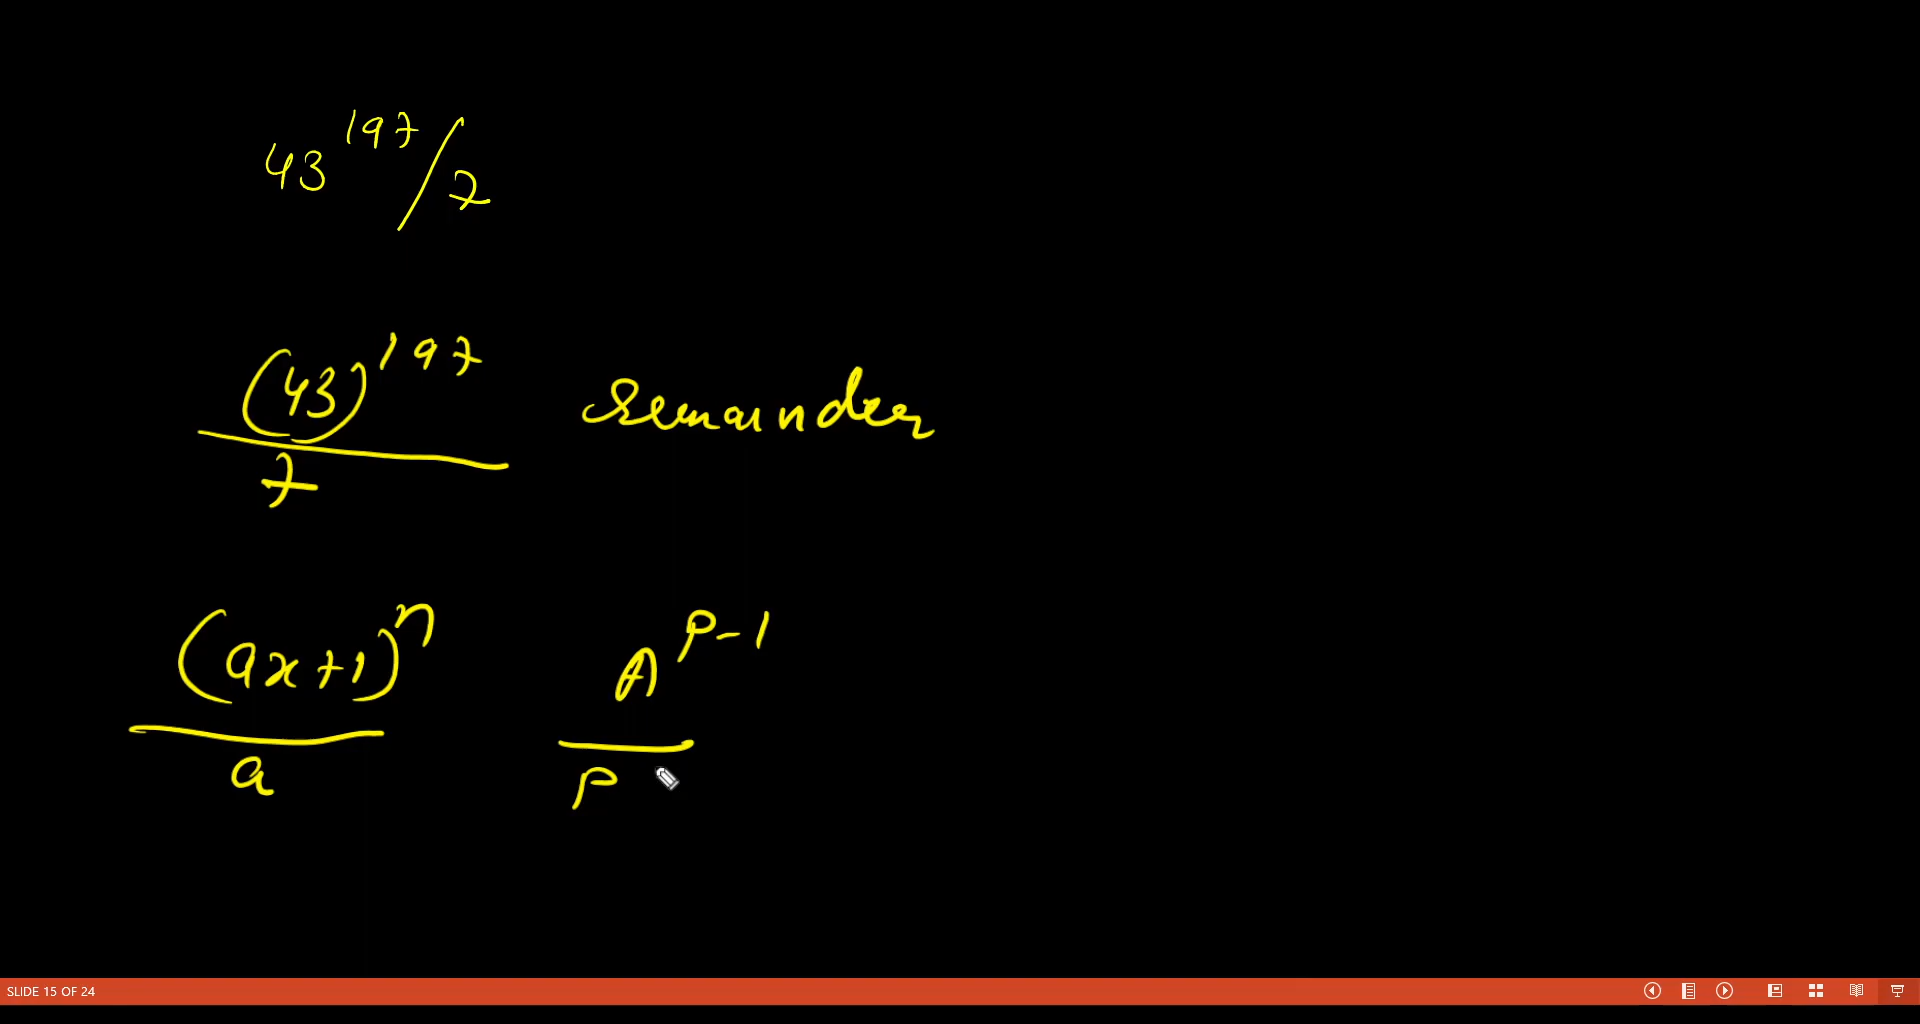 43^197/7
(43)^197 remainder
7
(ax+1)^n A^P-1
a P
SLIDE 15 OF 24